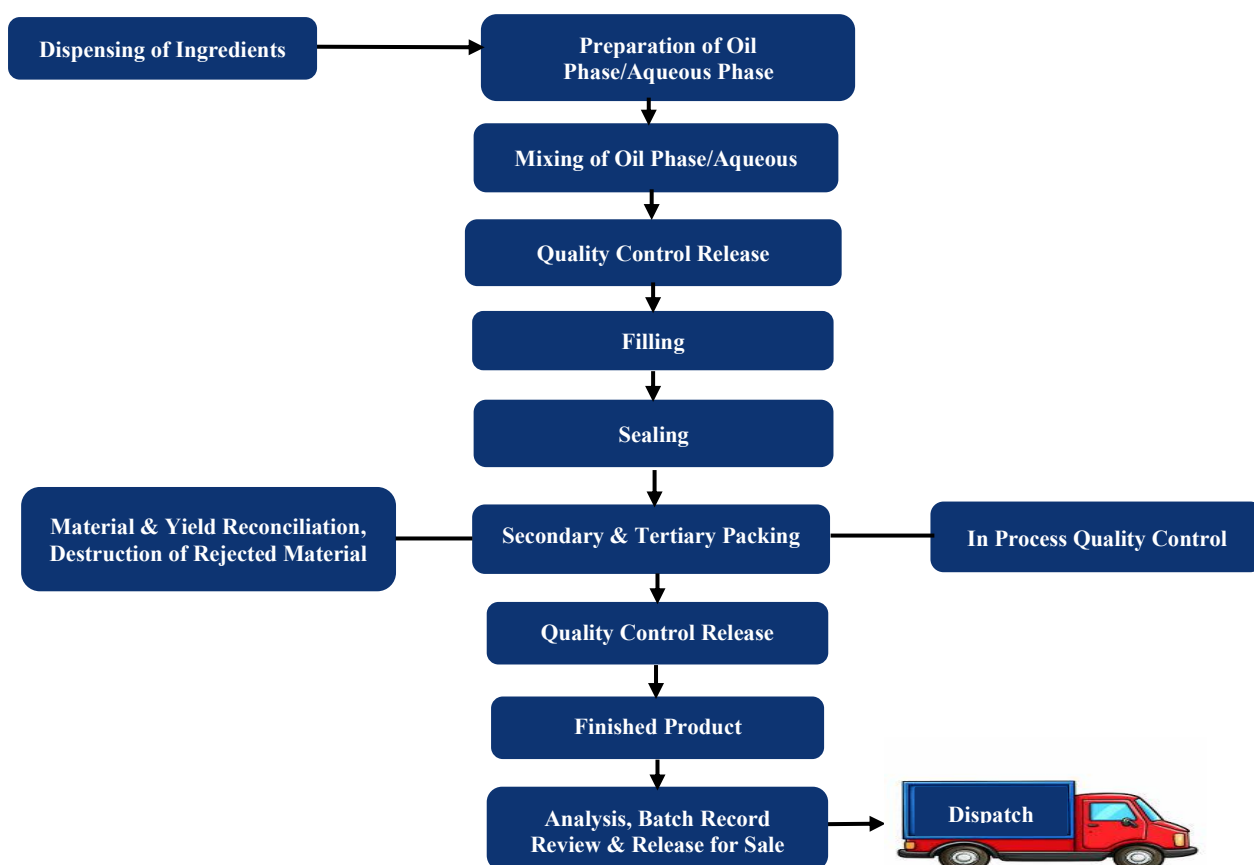 Dispensing of Ingredients
Preparation of Oil
Phase/Aqueous Phase
Mixing of Oil Phase/Aqueous
Quality Control Release
Filling
Sealing
Material & Yield Reconciliation,
Destruction of Rejected Material
Secondary & Tertiary Packing
In Process Quality Control
Quality Control Release
Finished Product
Analysis, Batch Record
Review & Release for Sale
Dispatch